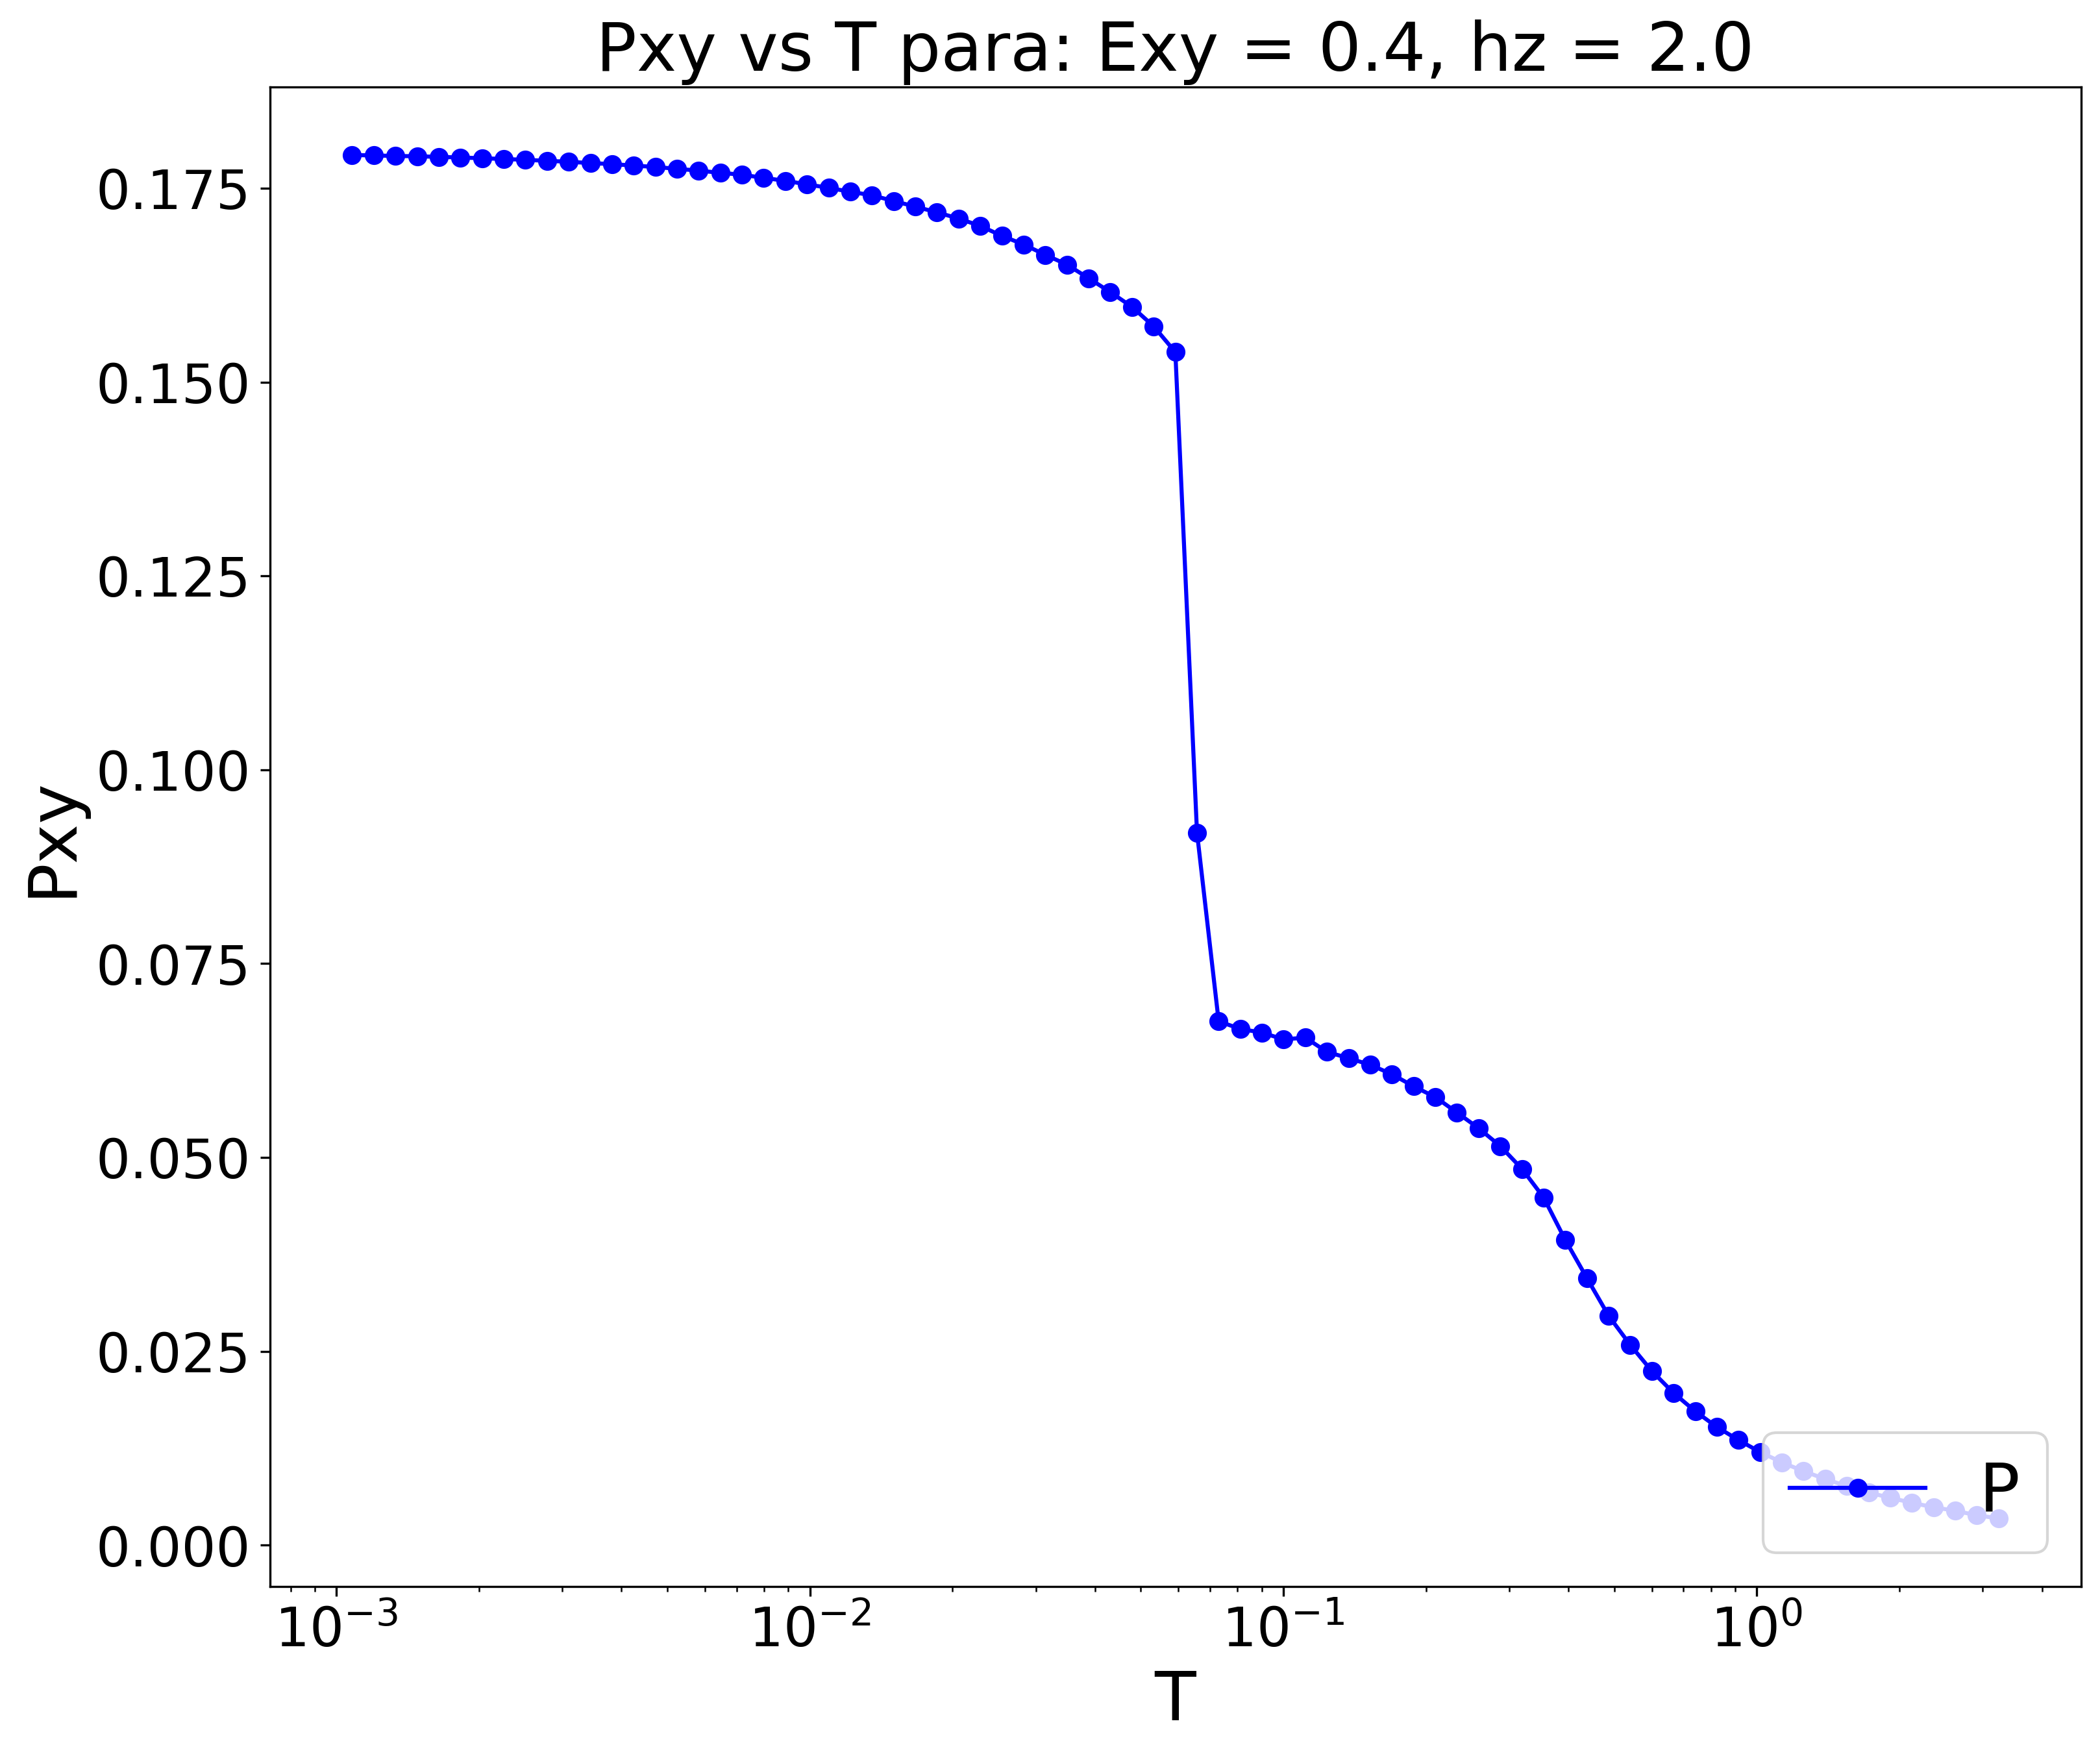 Pxy vs T para: Exy = 0.4, hz = 2.0
Pxy
0.175
0.150
0.125
0.100
0.075
0.050
0.025
0.000
P
10⁻³ 10⁻² 10⁻¹ 10⁰
T